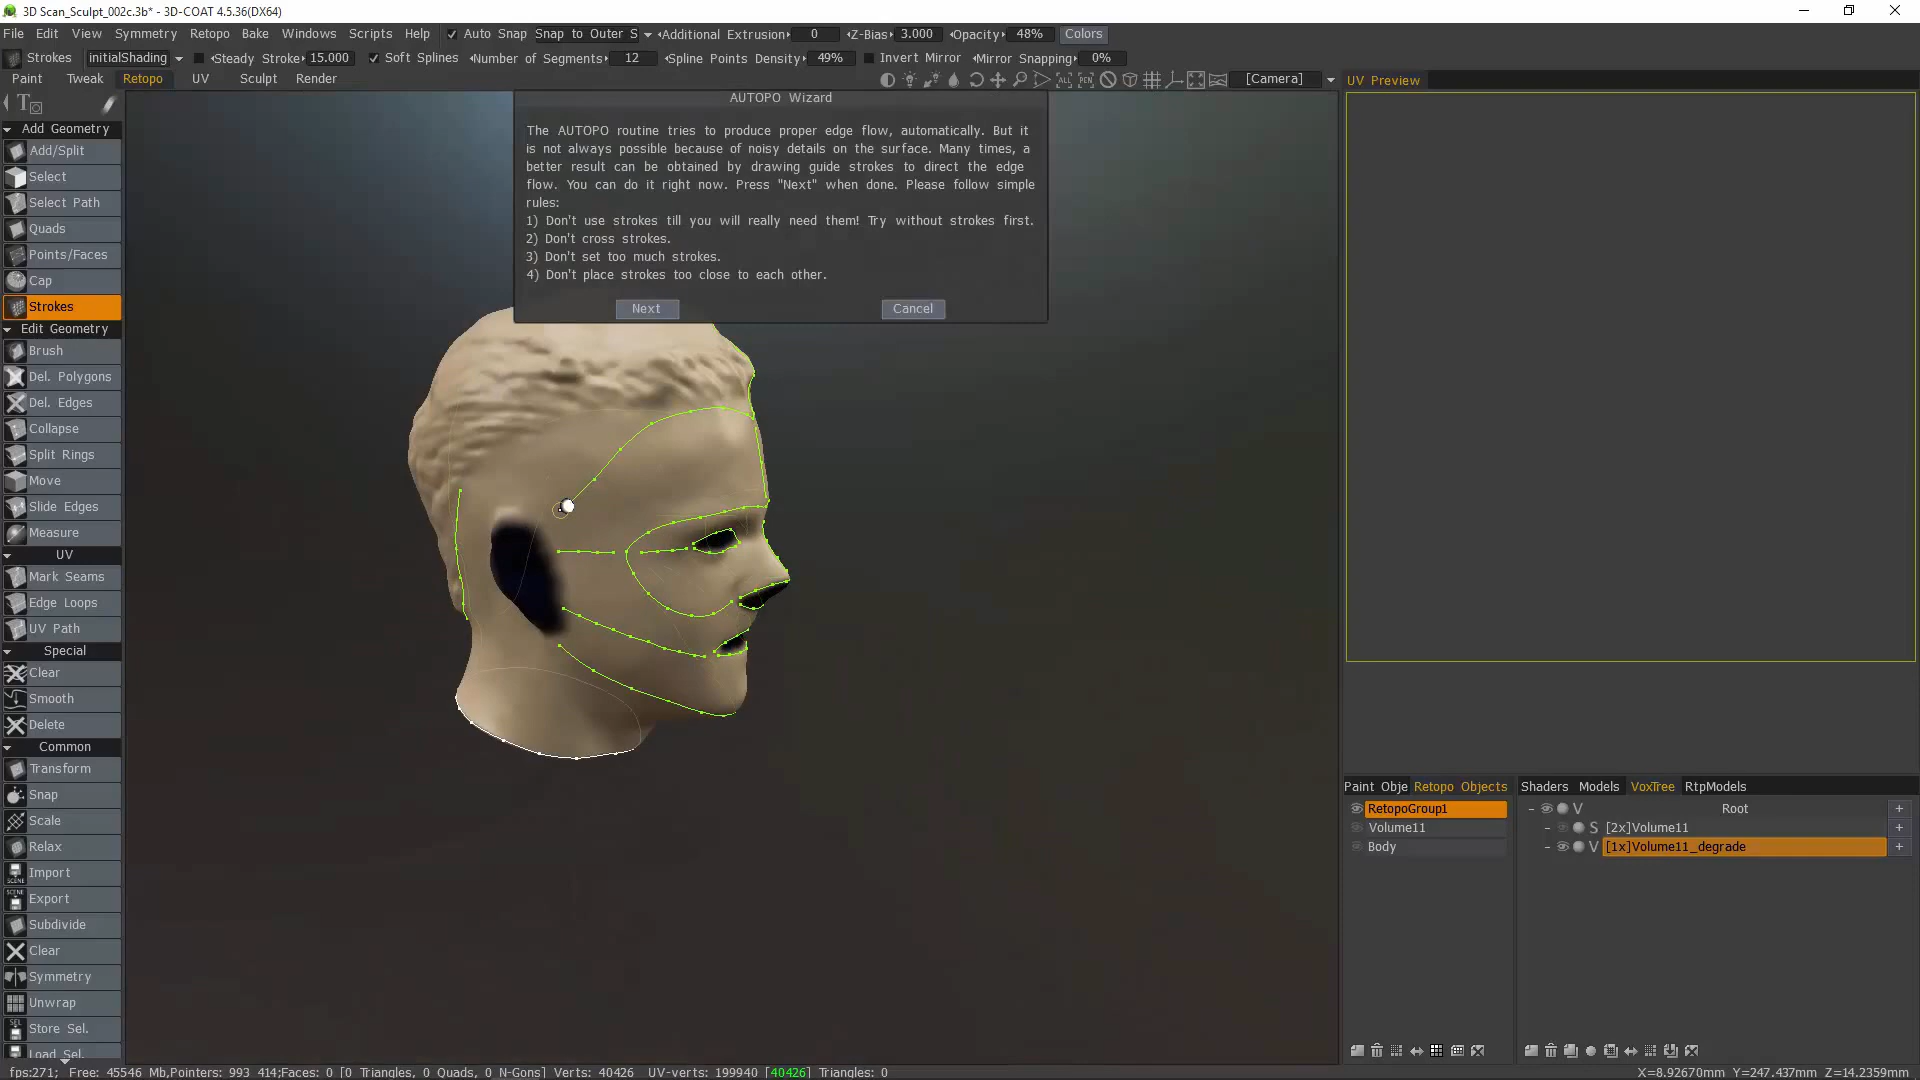 3D Scan_Sculpt_002c.3b* - 3D-COAT 4.5.36(DX64)
File Edit View Symmetry Retopo Bake Windows Scripts Help Auto Snap Snap to Outer S Additional Extrusion 0 Z-Bias 3.000 Opacity 48% Colors
Strokes initialShading Steady Stroke 15.000 Soft Splines Number of Segments 12 Spline Points Density 49% Invert Mirror Mirror Snapping 0%
Paint Tweak Retopo UV Sculpt Render [Camera] UV Preview
AUTOPO Wizard
The AUTOPO routine tries to produce proper edge flow, automatically. But it
is not always possible because of noisy details on the surface. Many times, a
better result can be obtained by drawing guide strokes to direct the edge
flow. You can do it right now. Press "Next" when done. Please follow simple
rules:
1) Don't use strokes till you will really need them! Try without strokes first.
2) Don't cross strokes.
3) Don't set too much strokes.
4) Don't place strokes too close to each other.
Next Cancel
Add Geometry
Add/Split
Select
Select Path
Quads
Points/Faces
Cap
Strokes
Edit Geometry
Brush
Del. Polygons
Del. Edges
Collapse
Split Rings
Move
Slide Edges
Measure
UV
Mark Seams
Edge Loops
UV Path
Special
Clear
Smooth
Delete
Common
Transform
Snap
Scale
Relax
Import
Export
Subdivide
Clear
Symmetry
Unwrap
Store Sel.
Load Sel.
Paint Obje Retopo Objects Shaders Models VoxTree RtpModels
RetopoGroup1
Volume11
Body
V Root +
S [2x]Volume11 +
V [1x]Volume11_degrade +
fps:271; Free: 45546 Mb,Pointers: 993 414;Faces: 0 [0 Triangles, 0 Quads, 0 N-Gons] Verts: 40426 UV-verts: 199940 [40426] Triangles: 0 X=8.92670mm Y=247.437mm Z=14.2359mm